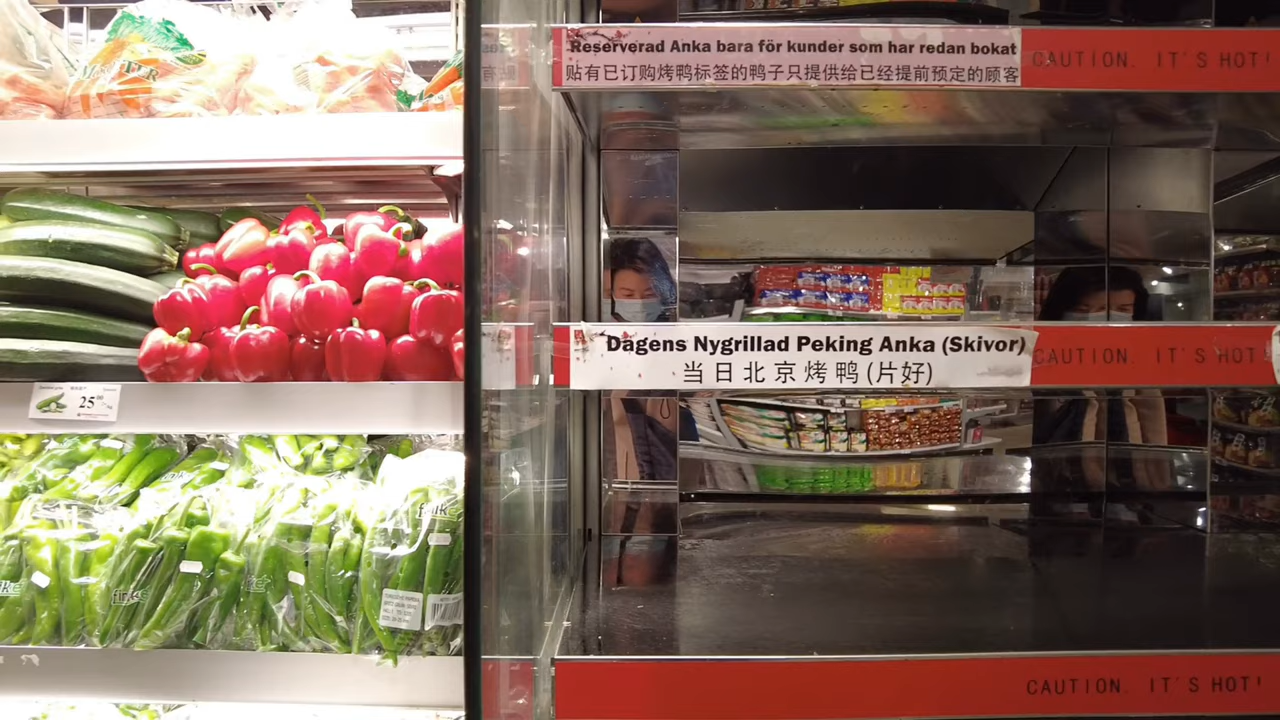 Reserverad Anka bara för kunder som har redan bokat
贴有已订购烤鸭标签的鸭子只提供给已经提前预定的顾客
CAUTION. IT'S HOT!
Dagens Nygrillad Peking Anka (Skivor)
当日北京烤鸭(片好)
CAUTION. IT'S HOT!
25 00
CAUTION. IT'S HOT!